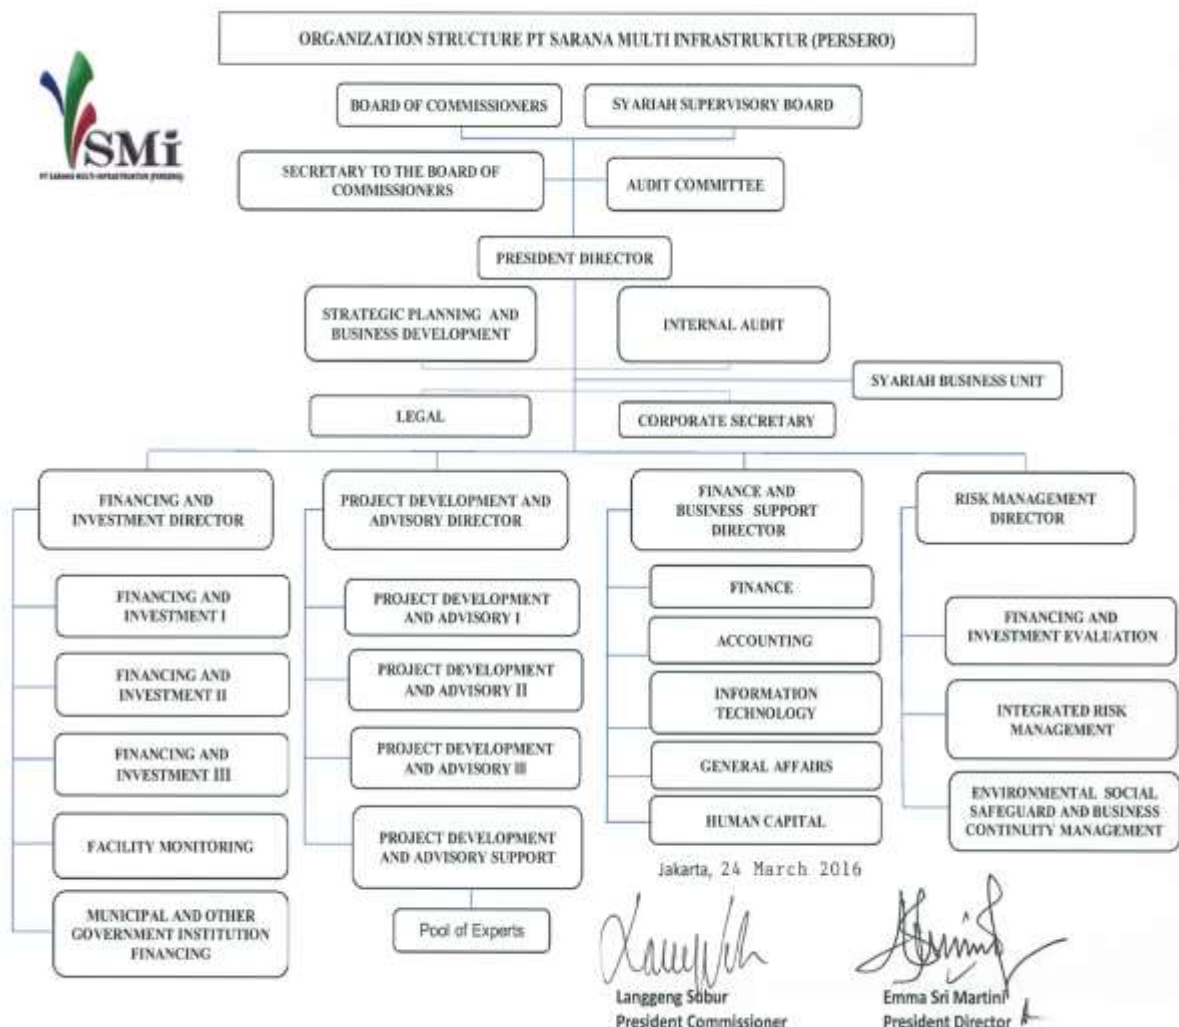 ORGANIZATION STRUCTURE PT SARANA MULTI INFRASTRUKTUR (PERSERO)
SMi
PT SARANA MULTI INFRASTRUKTUR (PERSERO)
BOARD OF COMMISSIONERS
SYARIAH SUPERVISORY BOARD
SECRETARY TO THE BOARD OF
COMMISSIONERS
AUDIT COMMITTEE
PRESIDENT DIRECTOR
STRATEGIC PLANNING AND
BUSINESS DEVELOPMENT
INTERNAL AUDIT
SYARIAH BUSINESS UNIT
LEGAL
CORPORATE SECRETARY
FINANCING AND
INVESTMENT DIRECTOR
FINANCING AND
INVESTMENT I
FINANCING AND
INVESTMENT II
FINANCING AND
INVESTMENT III
FACILITY MONITORING
MUNICIPAL AND OTHER
GOVERNMENT INSTITUTION
FINANCING
PROJECT DEVELOPMENT AND
ADVISORY DIRECTOR
PROJECT DEVELOPMENT
AND ADVISORY I
PROJECT DEVELOPMENT
AND ADVISORY II
PROJECT DEVELOPMENT
AND ADVISORY III
PROJECT DEVELOPMENT
AND ADVISORY SUPPORT
Pool of Experts
FINANCE AND
BUSINESS SUPPORT
DIRECTOR
FINANCE
ACCOUNTING
INFORMATION
TECHNOLOGY
GENERAL AFFAIRS
HUMAN CAPITAL
RISK MANAGEMENT
DIRECTOR
FINANCING AND
INVESTMENT EVALUATION
INTEGRATED RISK
MANAGEMENT
ENVIRONMENTAL SOCIAL
SAFEGUARD AND BUSINESS
CONTINUITY MANAGEMENT
Jakarta, 24 March 2016
Langgeng Subur
President Commissioner
Emma Sri Martini
President Director